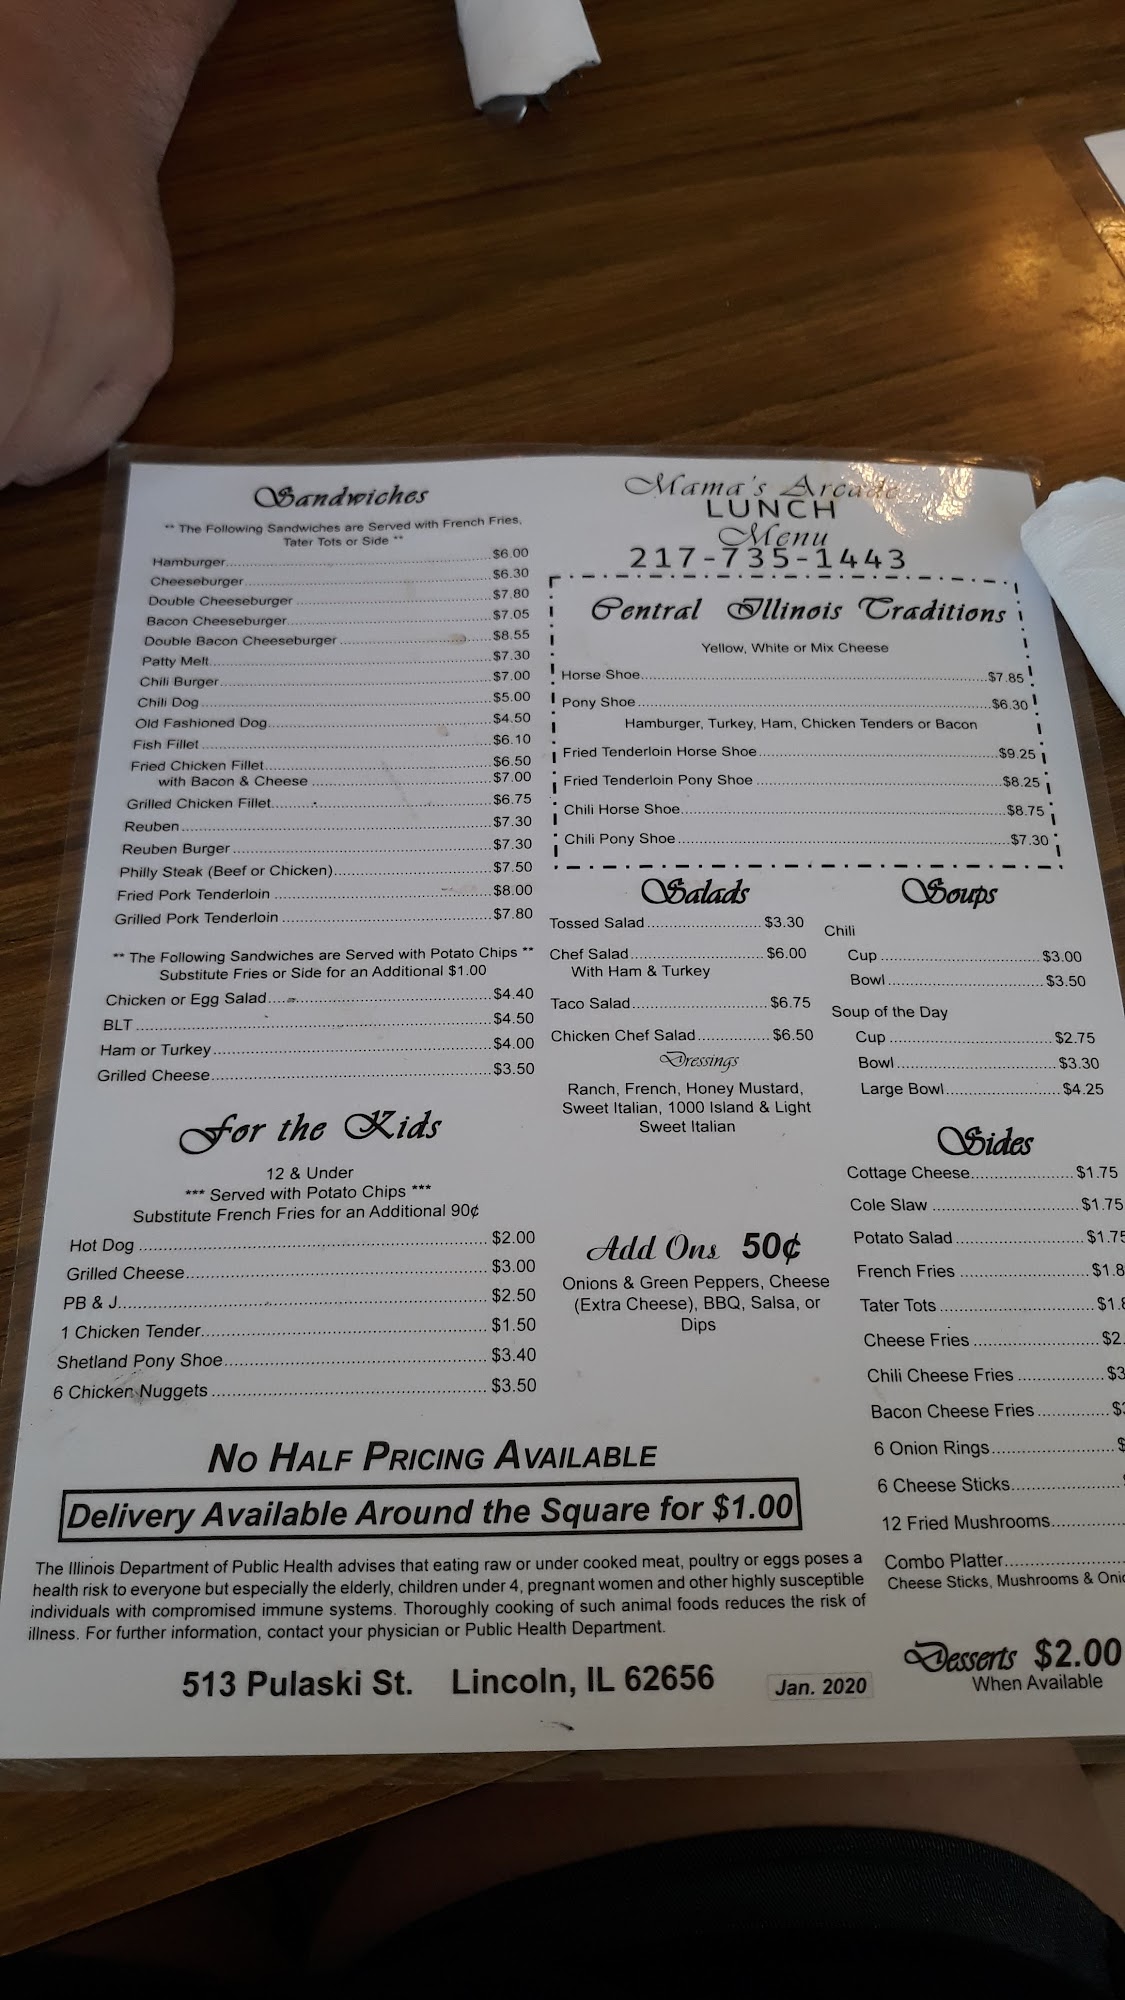 Sandwiches
** The Following Sandwiches are Served with French Fries,
Tater Tots or Side **
Hamburger $6.00
Cheeseburger $6.30
Double Cheeseburger $7.80
Bacon Cheeseburger $7.05
Double Bacon Cheeseburger $8.55
Patty Melt $7.30
Chili Burger $7.00
Chili Dog $5.00
Old Fashioned Dog $4.50
Fish Fillet $6.10
Fried Chicken Fillet $6.50
with Bacon & Cheese $7.00
Grilled Chicken Fillet $6.75
Reuben $7.30
Reuben Burger $7.30
Philly Steak (Beef or Chicken) $7.50
Fried Pork Tenderloin $8.00
Grilled Pork Tenderloin $7.80
** The Following Sandwiches are Served with Potato Chips **
Substitute Fries or Side for an Additional $1.00
Chicken or Egg Salad $4.40
BLT $4.50
Ham or Turkey $4.00
Grilled Cheese $3.50
For the Kids
12 & Under
*** Served with Potato Chips ***
Substitute French Fries for an Additional 90¢
Hot Dog $2.00
Grilled Cheese $3.00
PB & J $2.50
1 Chicken Tender $1.50
Shetland Pony Shoe $3.40
6 Chicken Nuggets $3.50
Mama's Arcade
LUNCH
Menu
217-735-1443
Central Illinois Traditions
Yellow, White or Mix Cheese
Horse Shoe $7.85
Pony Shoe $6.30
Hamburger, Turkey, Ham, Chicken Tenders or Bacon
Fried Tenderloin Horse Shoe $9.25
Fried Tenderloin Pony Shoe $8.25
Chili Horse Shoe $8.75
Chili Pony Shoe $7.30
Salads
Tossed Salad $3.30
Chef Salad $6.00
With Ham & Turkey
Taco Salad $6.75
Chicken Chef Salad $6.50
Dressings
Ranch, French, Honey Mustard,
Sweet Italian, 1000 Island & Light
Sweet Italian
Add Ons 50¢
Onions & Green Peppers, Cheese
(Extra Cheese), BBQ, Salsa, or
Dips
Soups
Chili
Cup $3.00
Bowl $3.50
Soup of the Day
Cup $2.75
Bowl $3.30
Large Bowl $4.25
Sides
Cottage Cheese $1.75
Cole Slaw $1.75
Potato Salad $1.75
French Fries $1.8
Tater Tots
Cheese Fries $2.
Chili Cheese Fries $3
Bacon Cheese Fries
6 Onion Rings
6 Cheese Sticks
12 Fried Mushrooms
Combo Platter
Cheese Sticks, Mushrooms &
Desserts $2.00
When Available
No Half Pricing Available
Delivery Available Around the Square for $1.00
The Illinois Department of Public Health advises that eating raw or under cooked meat, poultry or eggs poses a
health risk to everyone but especially the elderly, children under 4, pregnant women and other highly susceptible
individuals with compromised immune systems. Thoroughly cooking of such animal foods reduces the risk of
illness. For further information, contact your physician or Public Health Department.
513 Pulaski St. Lincoln, IL 62656
Jan. 2020